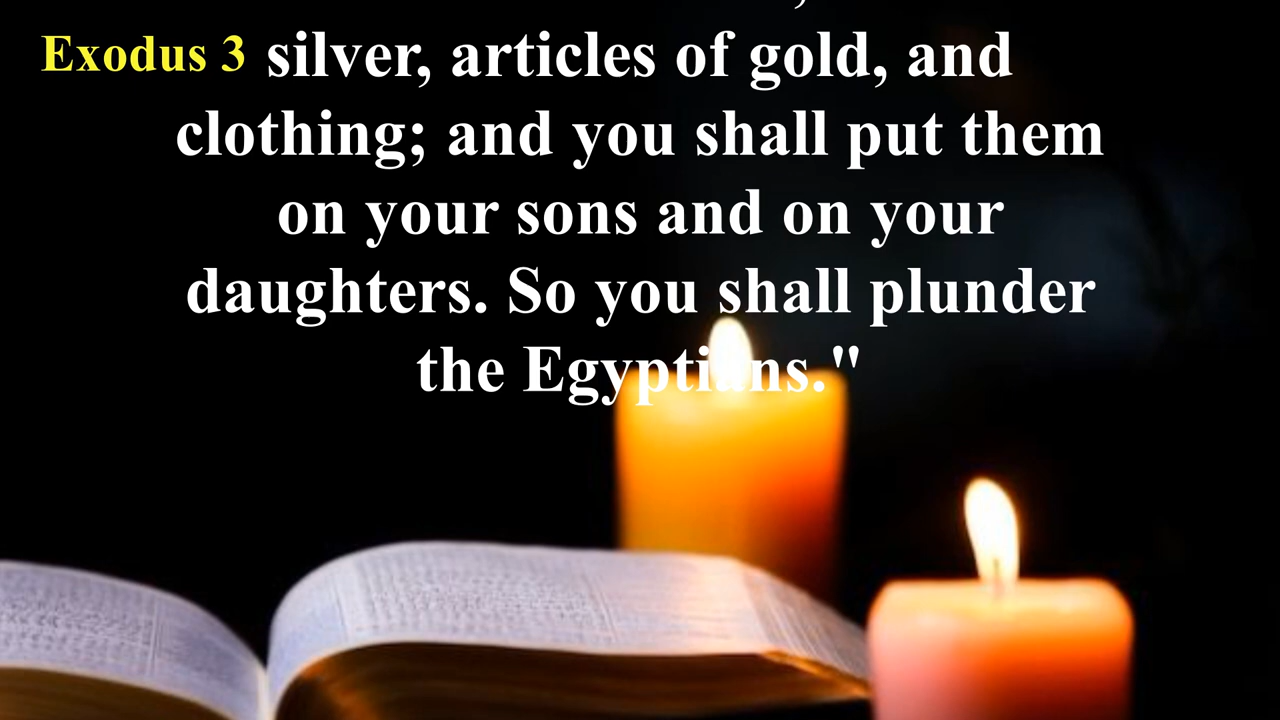 Exodus 3 silver, articles of gold, and
clothing; and you shall put them
on your sons and on your
daughters. So you shall plunder
the Egyptians."